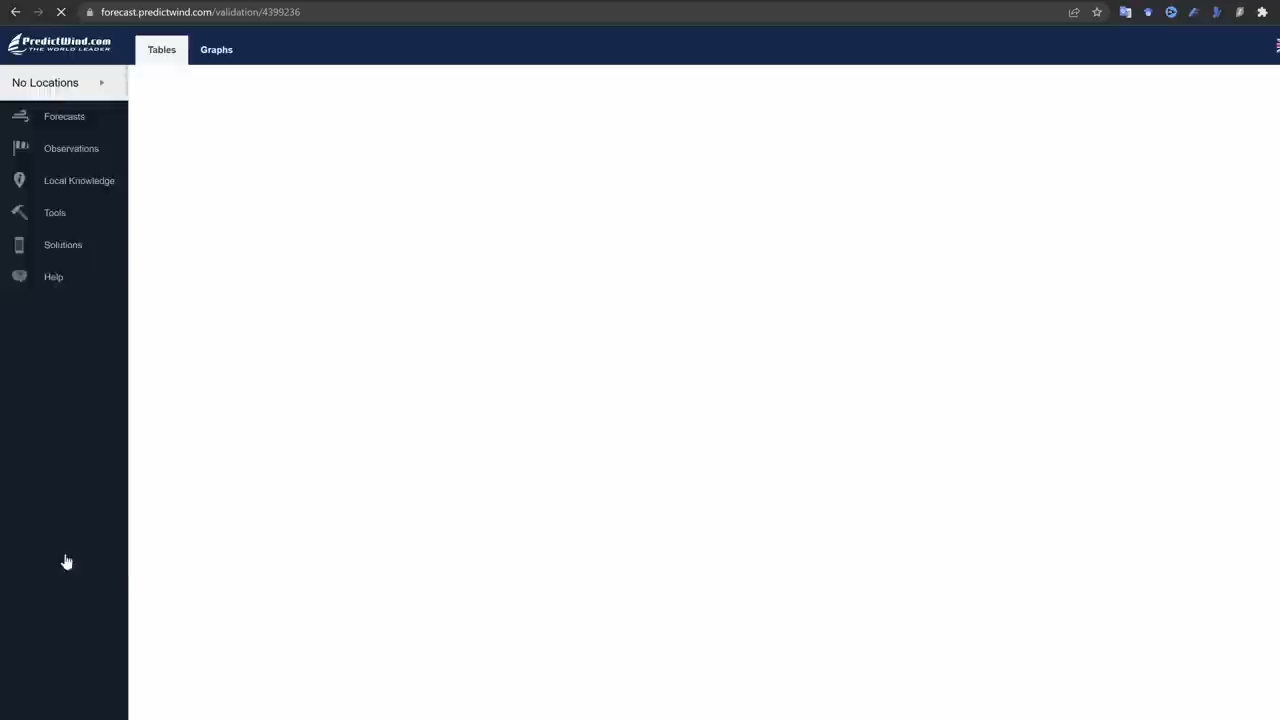 forecast.predictwind.com/validation/4399236
PredictWind.com
THE WORLD LEADER
Tables
Graphs
No Locations
Forecasts
Observations
Local Knowledge
Tools
Solutions
Help